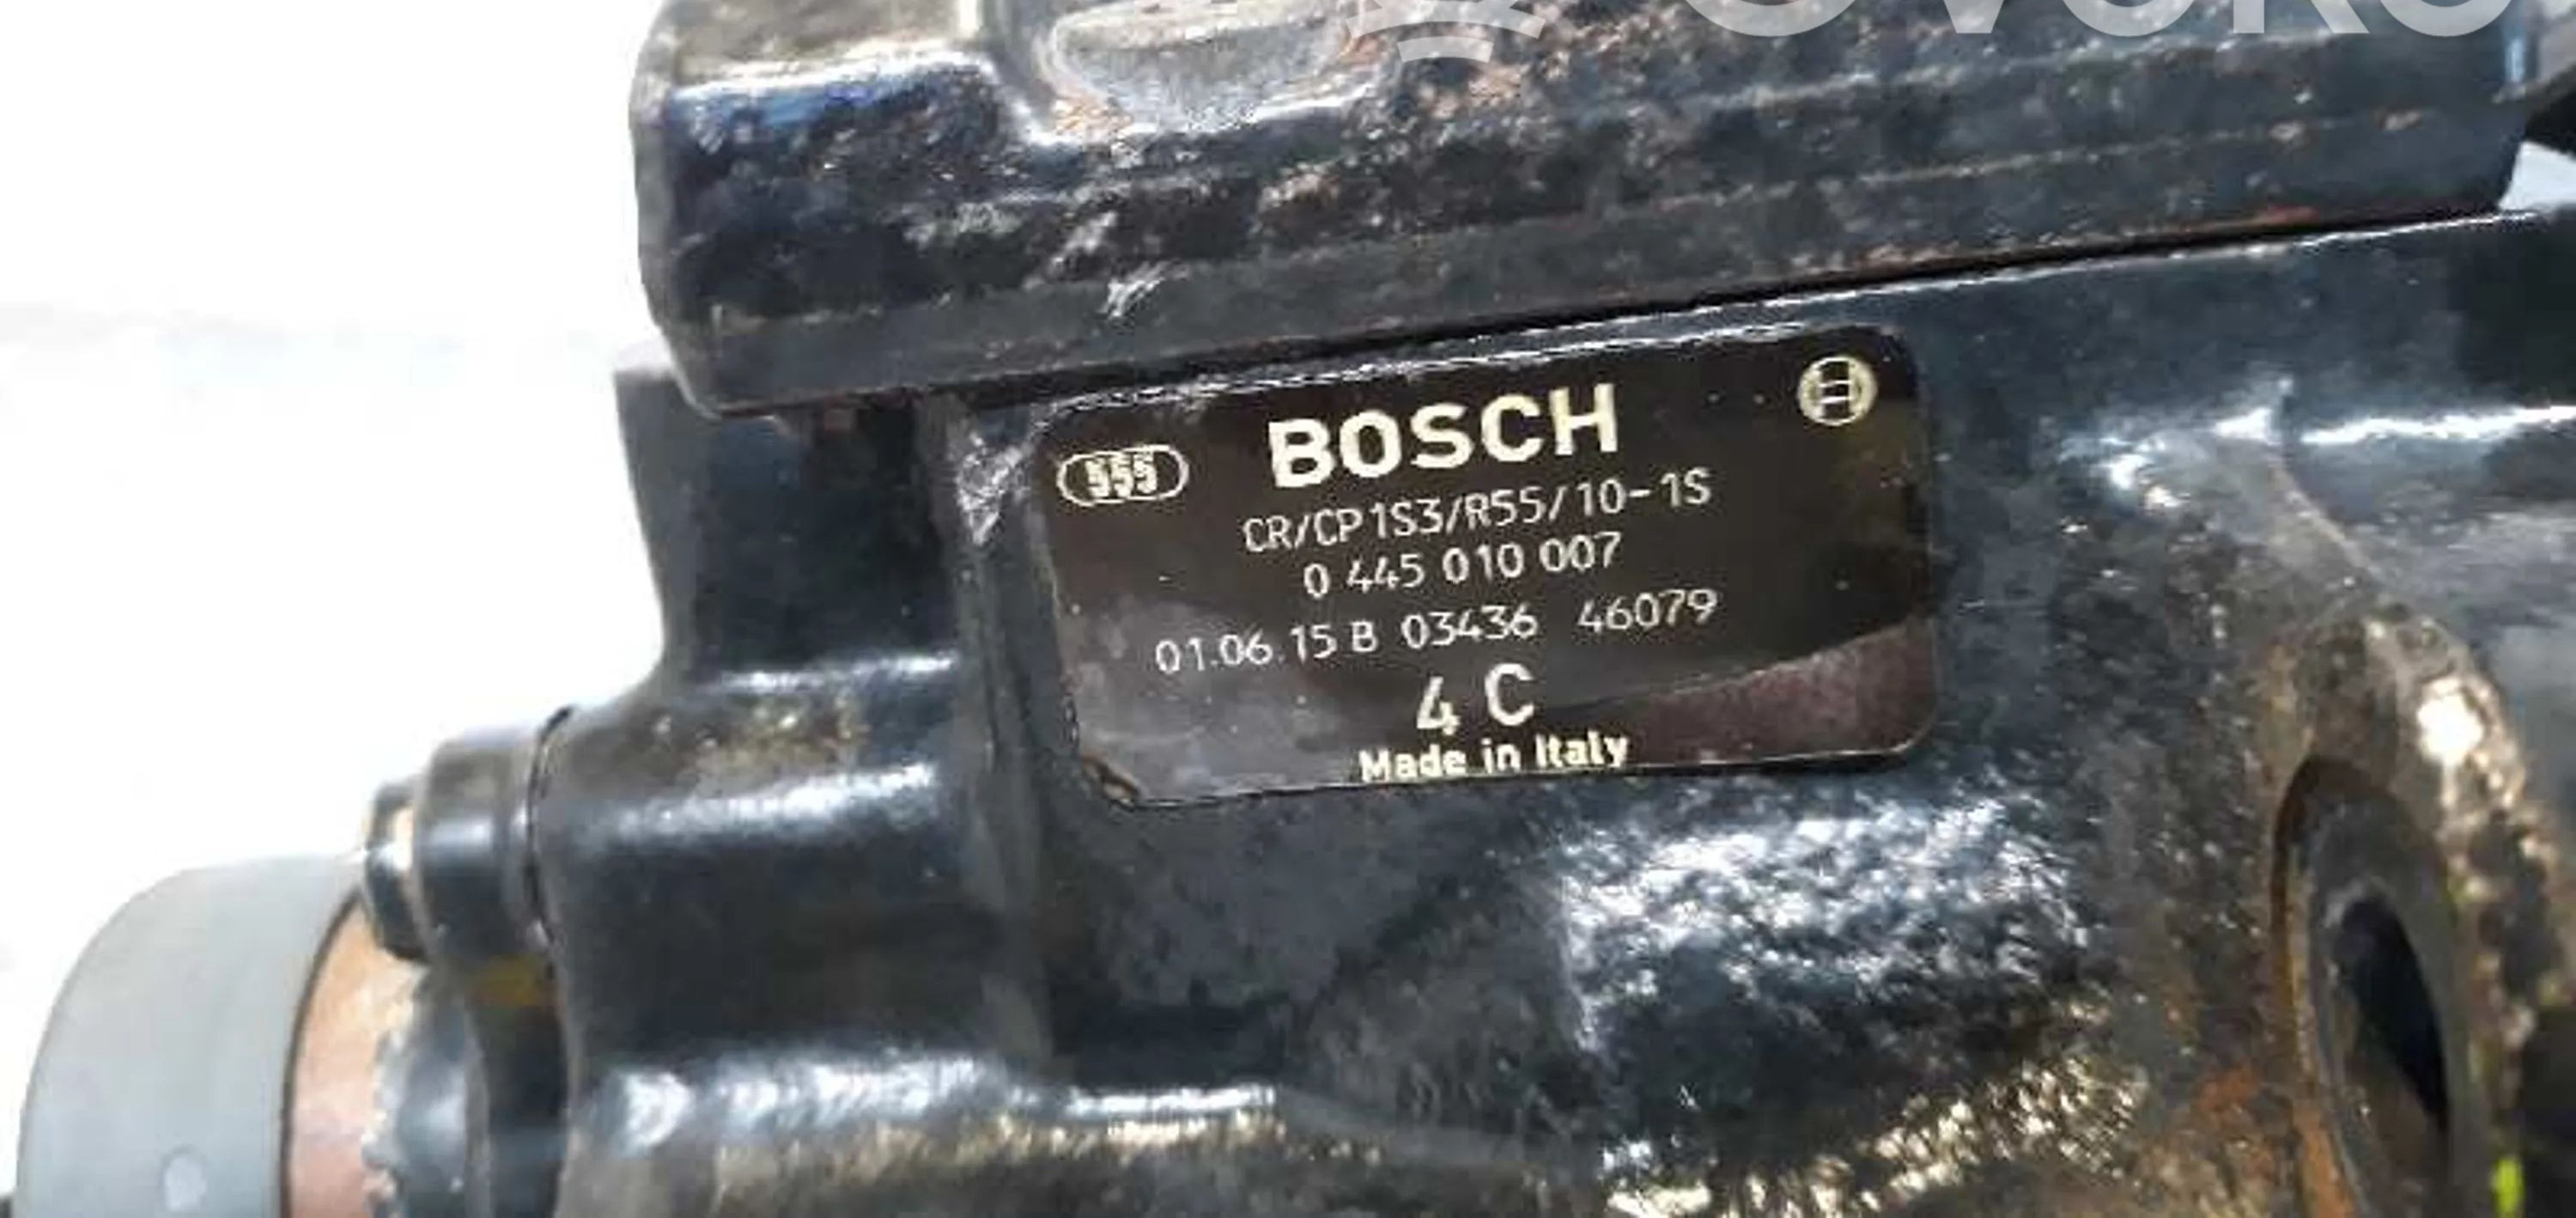 BOSCH
555
CR/CP1S3/R55/10-1S
0 445 010 007
01.06.15 B 03436 46079
4 C
Made in Italy